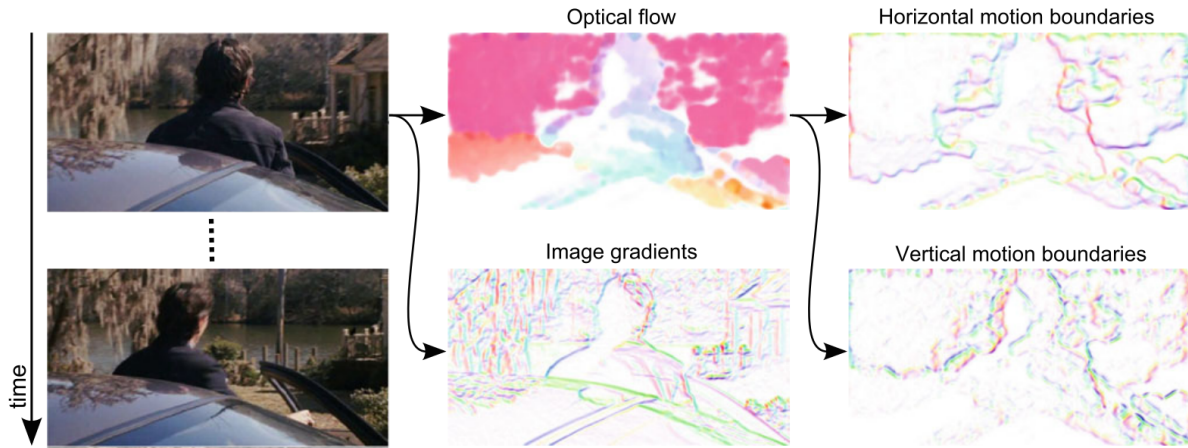 Optical flow
Horizontal motion boundaries
Image gradients
Vertical motion boundaries
time